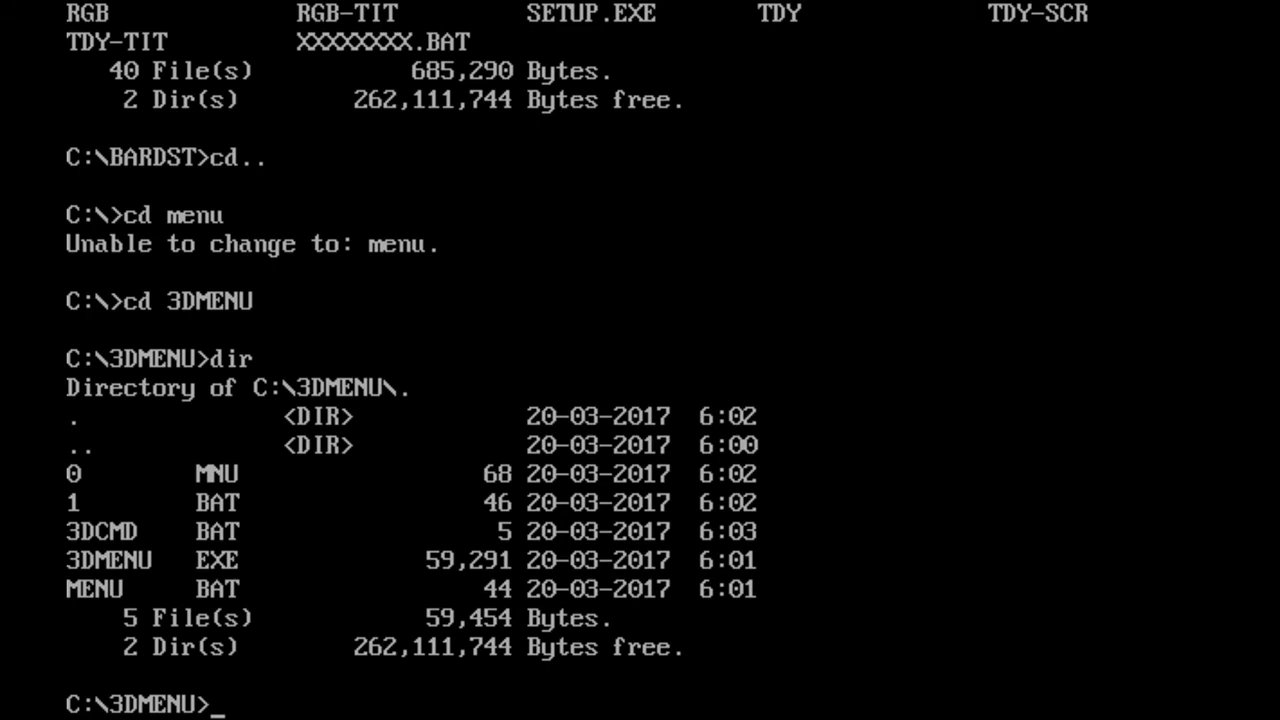 RGB RGB-TIT SETUP.EXE TDY TDY-SCR
TDY-TIT XXXXXXXX.BAT
40 File(s) 685,290 Bytes.
2 Dir(s) 262,111,744 Bytes free.
C:\BARDST>cd..
C:\>cd menu
Unable to change to: menu.
C:\>cd 3DMENU
C:\3DMENU>dir
Directory of C:\3DMENU\.
. <DIR> 20-03-2017 6:02
.. <DIR> 20-03-2017 6:00
0 MNU 68 20-03-2017 6:02
1 BAT 46 20-03-2017 6:02
3DCMD BAT 5 20-03-2017 6:03
3DMENU EXE 59,291 20-03-2017 6:01
MENU BAT 44 20-03-2017 6:01
5 File(s) 59,454 Bytes.
2 Dir(s) 262,111,744 Bytes free.
C:\3DMENU>_